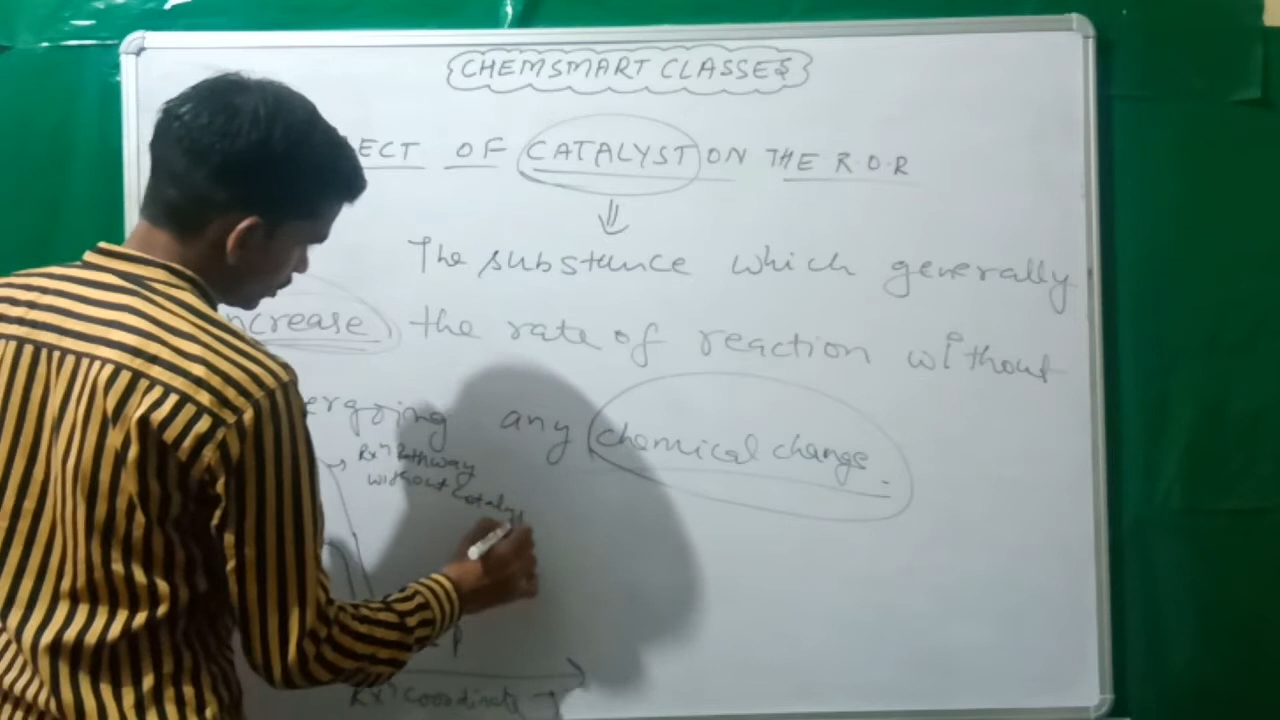 CHEMSMART CLASSES
ECT OF CATALYST ON THE R.O.R
The substance which generally
ncrease the rate of reaction without
ergoing any chemical change.
Rxⁿ Pathway
without Cataly
P
Rxⁿ Coordinate →